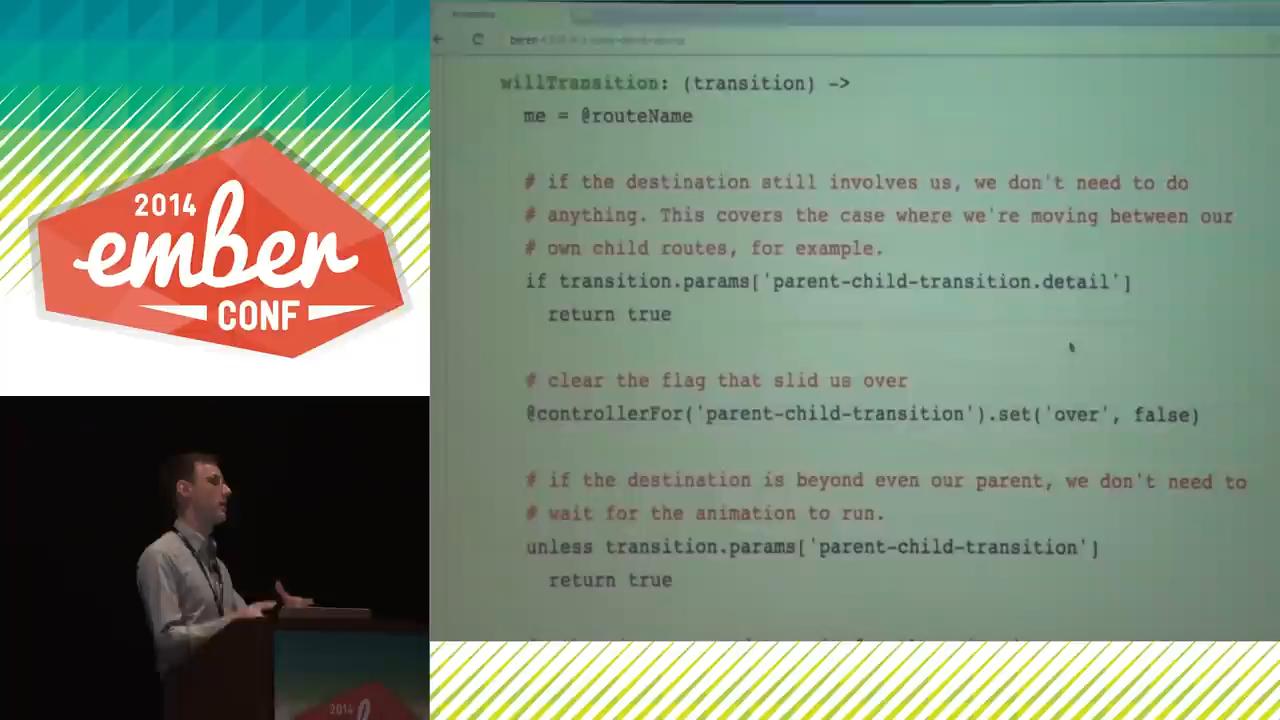 2014
ember
CONF
willTransition: (transition) ->
me = @routeName
# if the destination still involves us, we don't need to do
# anything. This covers the case where we're moving between our
# own child routes, for example.
if transition.params['parent-child-transition.detail']
return true
# clear the flag that slid us over
@controllerFor('parent-child-transition').set('over', false)
# if the destination is beyond even our parent, we don't need to
# wait for the animation to run.
unless transition.params['parent-child-transition']
return true
2014